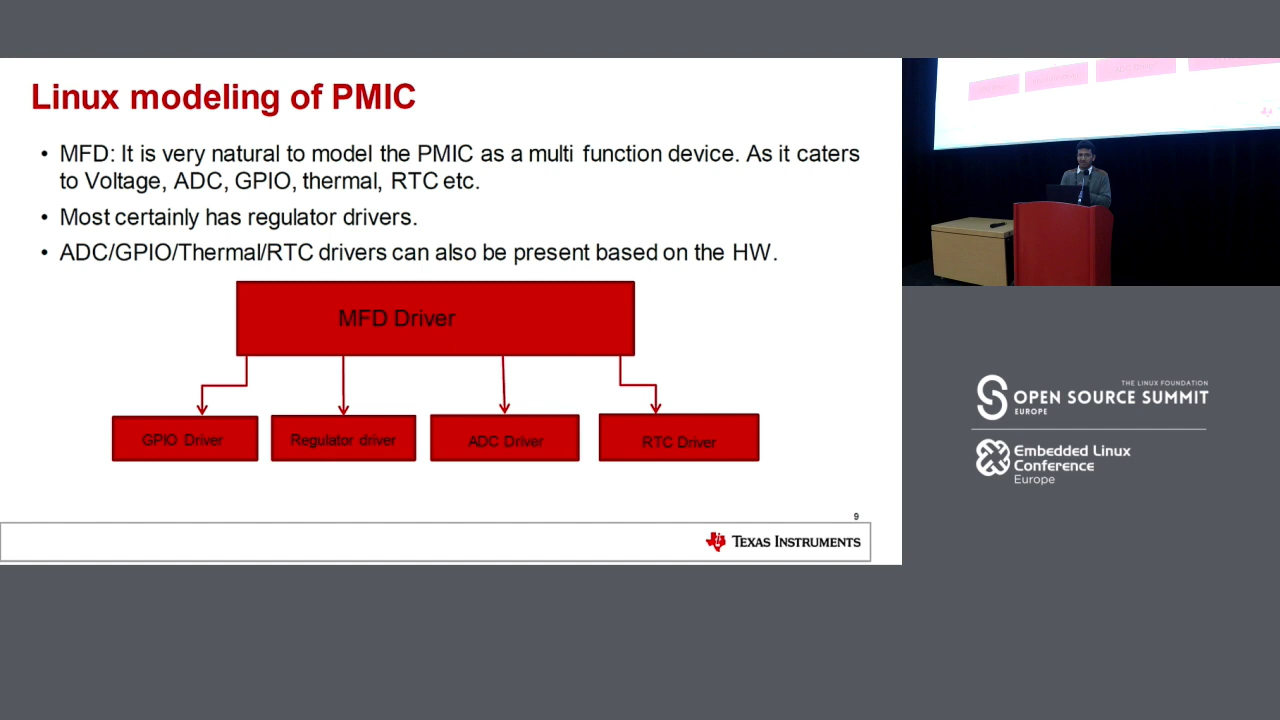 Linux modeling of PMIC
• MFD: It is very natural to model the PMIC as a multi function device. As it caters
to Voltage, ADC, GPIO, thermal, RTC etc.
• Most certainly has regulator drivers.
• ADC/GPIO/Thermal/RTC drivers can also be present based on the HW.
MFD Driver
GPIO Driver
Regulator driver
ADC Driver
RTC Driver
9
TEXAS INSTRUMENTS
THE LINUX FOUNDATION
OPEN SOURCE SUMMIT
EUROPE
Embedded Linux
Conference
Europe